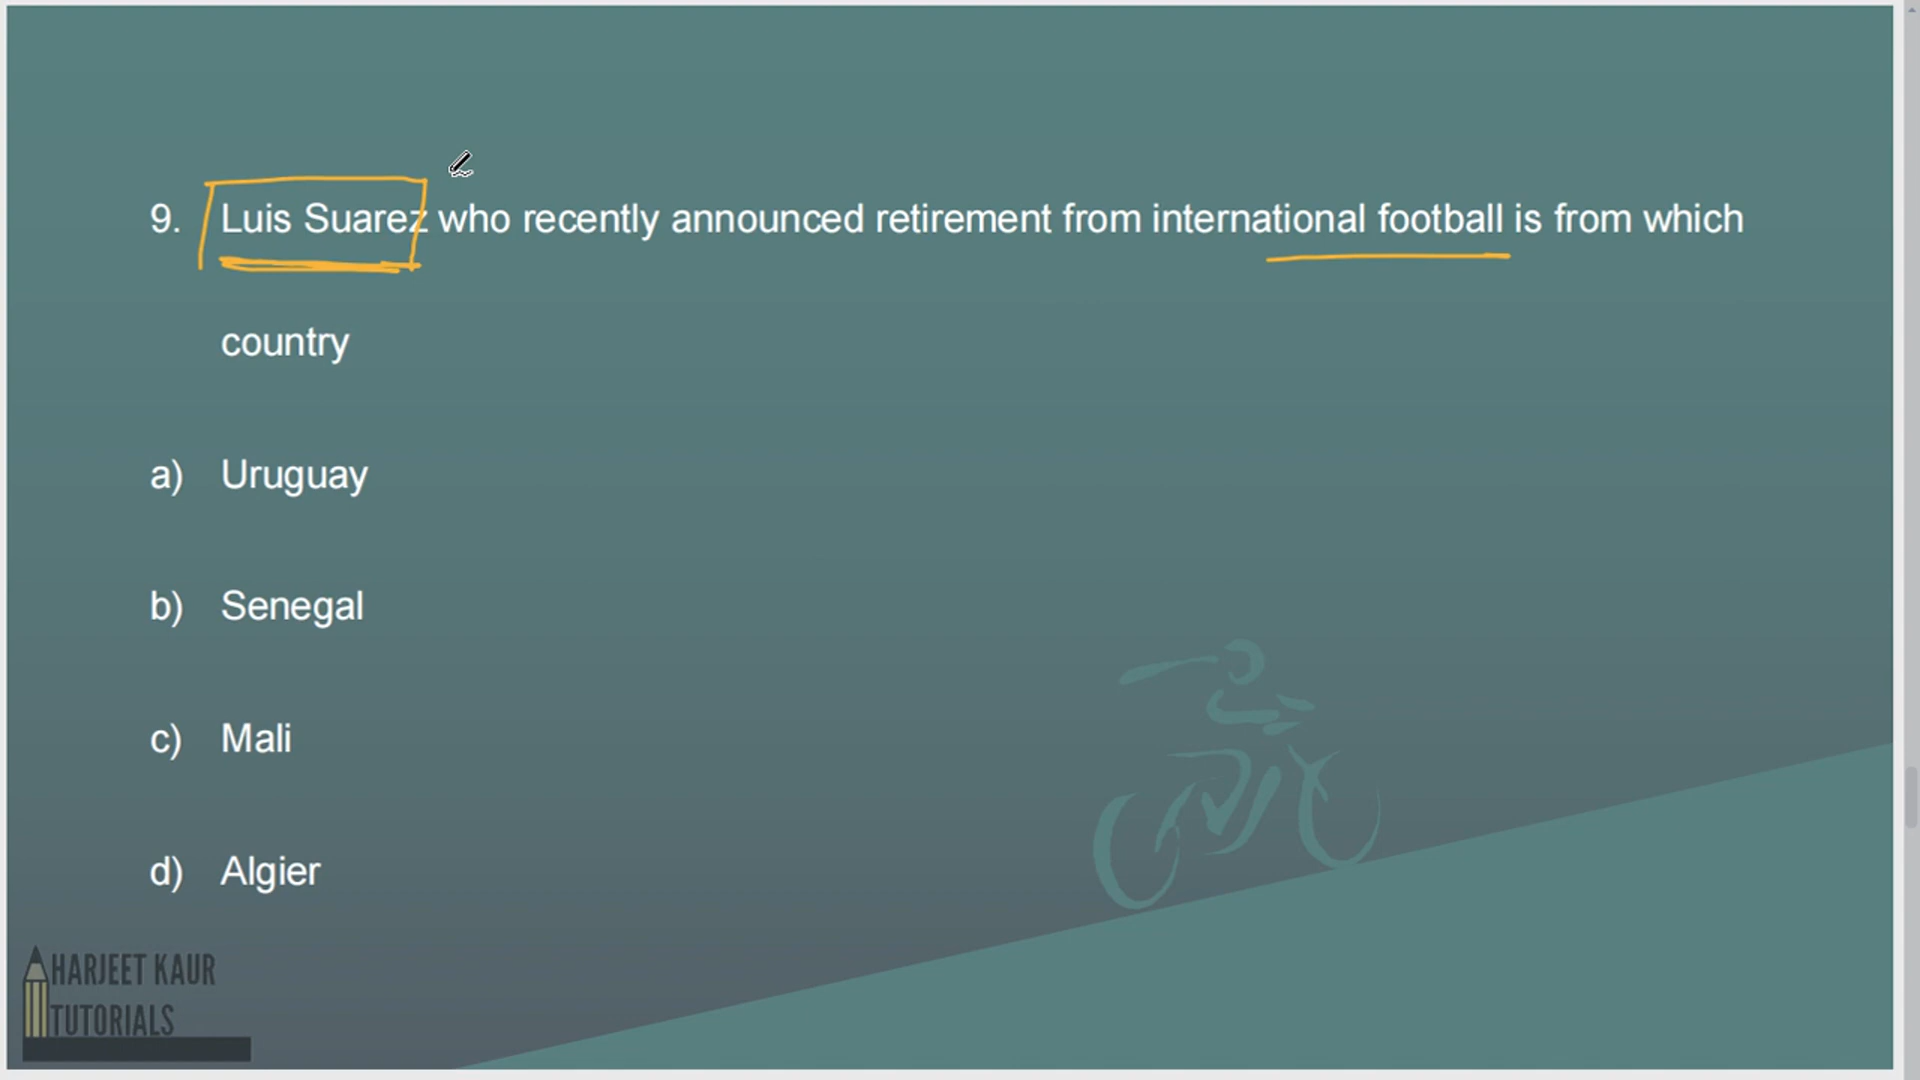 9. Luis Suarez who recently announced retirement from international football is from which
country
a) Uruguay
b) Senegal
c) Mali
d) Algier
HARJEET KAUR
TUTORIALS